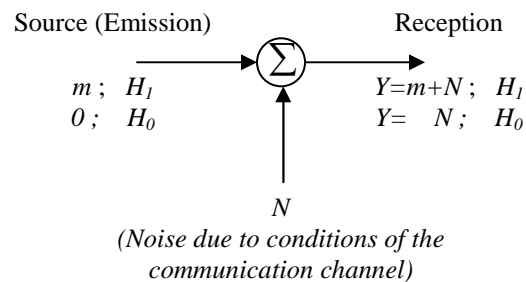 Source (Emission) Reception
Σ
m ; H₁ Y=m+N ; H₁
0 ; H₀ Y= N ; H₀
N
(Noise due to conditions of the
communication channel)